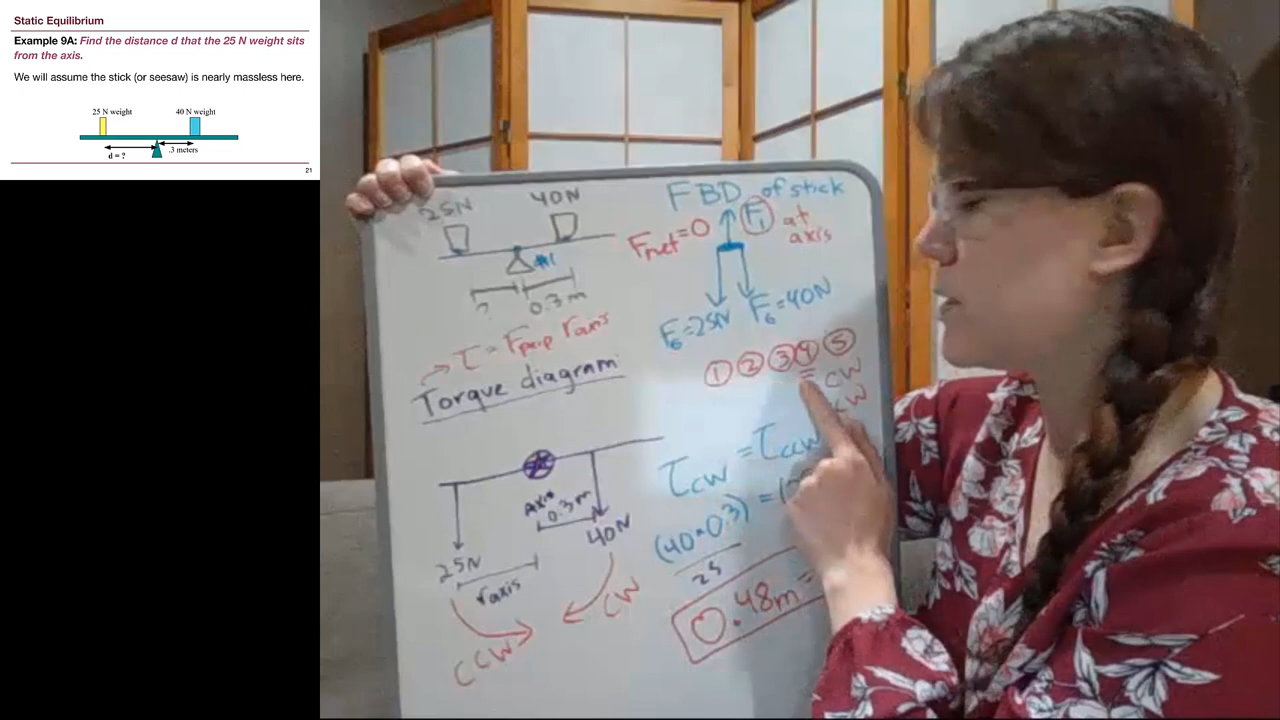 Static Equilibrium
Example 9A: Find the distance d that the 25 N weight sits
from the axis.
We will assume the stick (or seesaw) is nearly massless here.
25 N weight
40 N weight
d = ?
.3 meters
21
25N
40N
#1
?
0.3m
τ = Fperp raxis
Torque diagram
Axis
0.3m
25N
40N
raxis
CCW
CW
FBD of stick
Fnet=0
F1
at
axis
FG=25N
FG=40N
1 2 3 4 5
= CW
τCW = τCCW
(40•0.3) =
25
0.48m=